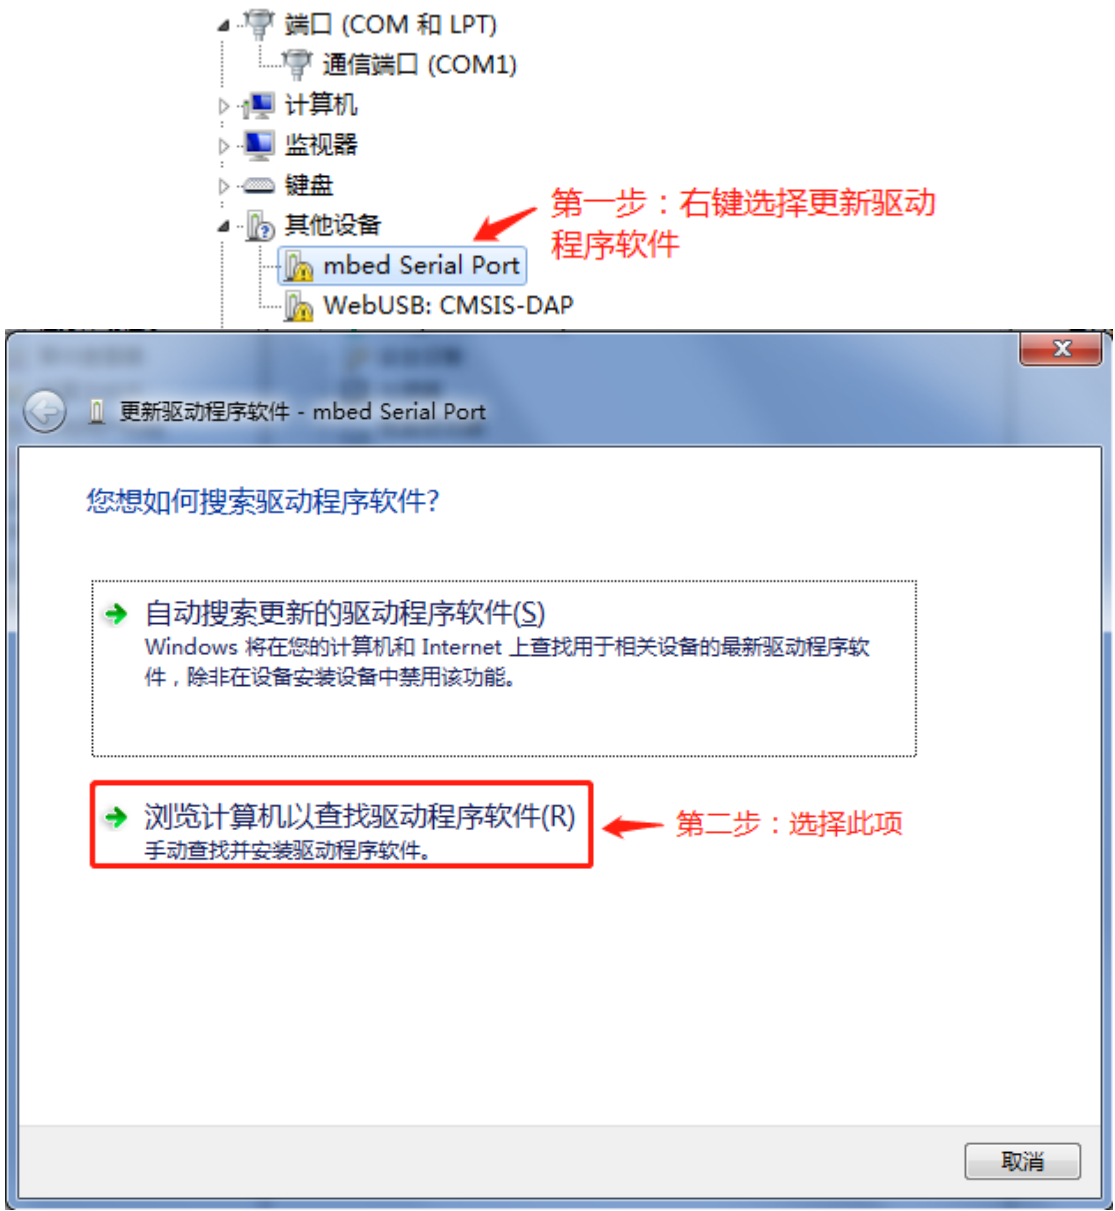 端口 (COM 和 LPT)
通信端口 (COM1)
计算机
监视器
键盘
其他设备
mbed Serial Port
WebUSB: CMSIS-DAP
第一步：右键选择更新驱动
程序软件
X
更新驱动程序软件 - mbed Serial Port
您想如何搜索驱动程序软件?
自动搜索更新的驱动程序软件(S)
Windows 将在您的计算机和 Internet 上查找用于相关设备的最新驱动程序软
件，除非在设备安装设备中禁用该功能。
浏览计算机以查找驱动程序软件(R)
手动查找并安装驱动程序软件。
第二步：选择此项
取消